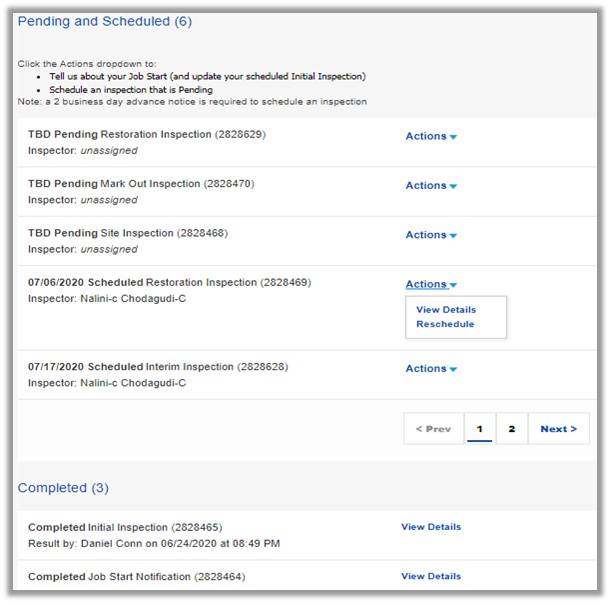 Pending and Scheduled (6)
Click the Actions dropdown to:
• Tell us about your Job Start (and update your scheduled Initial Inspection)
• Schedule an inspection that is Pending
Note: a 2 business day advance notice is required to schedule an inspection
TBD Pending Restoration Inspection (2828629)
Actions
Inspector: unassigned
TBD Pending Mark Out Inspection (2828470)
Actions
Inspector: unassigned
TBD Pending Site Inspection (2828468)
Actions
Inspector: unassigned
07/06/2020 Scheduled Restoration Inspection (2828469)
Actions
Inspector: Nalini-c Chodagudi-C
View Details
Reschedule
07/17/2020 Scheduled Interim Inspection (2828628)
Actions
Inspector: Nalini-c Chodagudi-C
< Prev 1 2 Next >
Completed (3)
Completed Initial Inspection (2828465)
View Details
Result by: Daniel Conn on 06/24/2020 at 08:49 PM
Completed Job Start Notification (2828464)
View Details